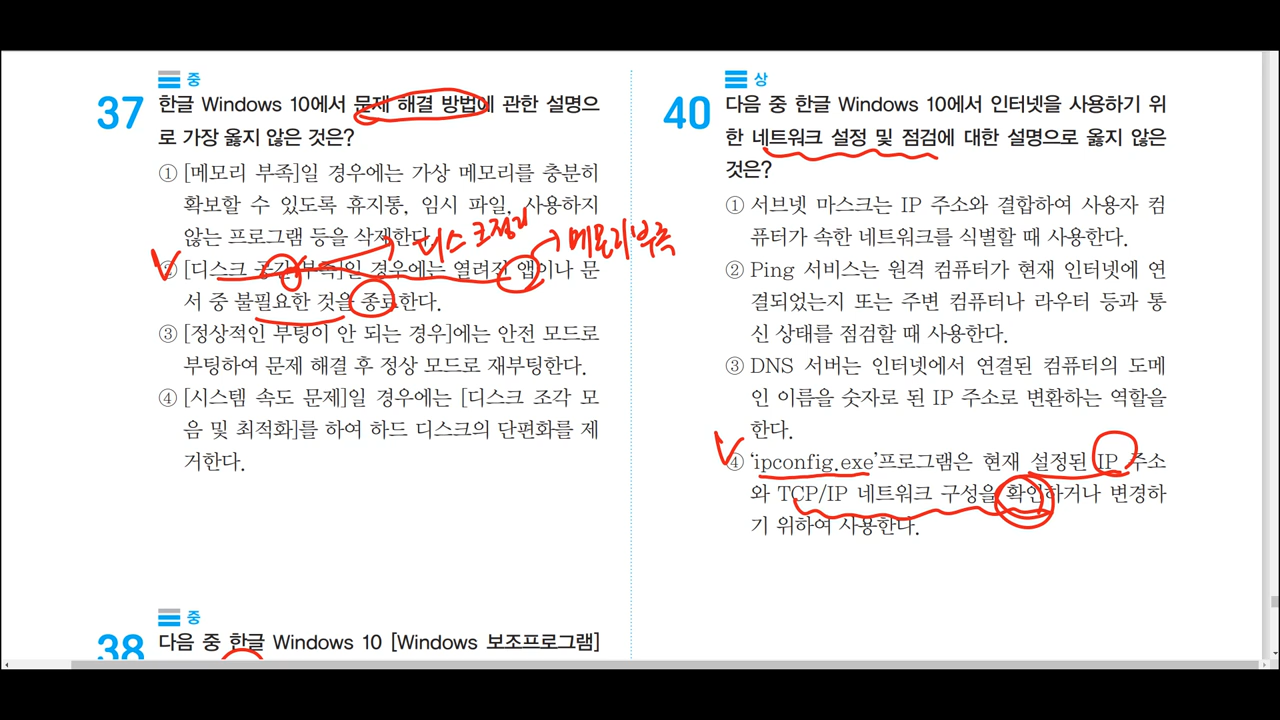 중
37
한글 Windows 10에서 문제 해결 방법에 관한 설명으
로 가장 옳지 않은 것은?
① [메모리 부족]일 경우에는 가상 메모리를 충분히
확보할 수 있도록 휴지통, 임시 파일, 사용하지
않는 프로그램 등을 삭제한다.
디스크정리
메모리부족
② [디스크 공간 부족]일 경우에는 열려진 앱이나 문
서 중 불필요한 것을 종료한다.
③ [정상적인 부팅이 안 되는 경우]에는 안전 모드로
부팅하여 문제 해결 후 정상 모드로 재부팅한다.
④ [시스템 속도 문제]일 경우에는 [디스크 조각 모
음 및 최적화]를 하여 하드 디스크의 단편화를 제
거한다.
중
38
다음 중 한글 Windows 10 [Windows 보조프로그램]
상
40
다음 중 한글 Windows 10에서 인터넷을 사용하기 위
한 네트워크 설정 및 점검에 대한 설명으로 옳지 않은
것은?
① 서브넷 마스크는 IP 주소와 결합하여 사용자 컴
퓨터가 속한 네트워크를 식별할 때 사용한다.
② Ping 서비스는 원격 컴퓨터가 현재 인터넷에 연
결되었는지 또는 주변 컴퓨터나 라우터 등과 통
신 상태를 점검할 때 사용한다.
③ DNS 서버는 인터넷에서 연결된 컴퓨터의 도메
인 이름을 숫자로 된 IP 주소로 변환하는 역할을
한다.
④ ‘ipconfig.exe’프로그램은 현재 설정된 IP 주소
와 TCP/IP 네트워크 구성을 확인하거나 변경하
기 위하여 사용한다.